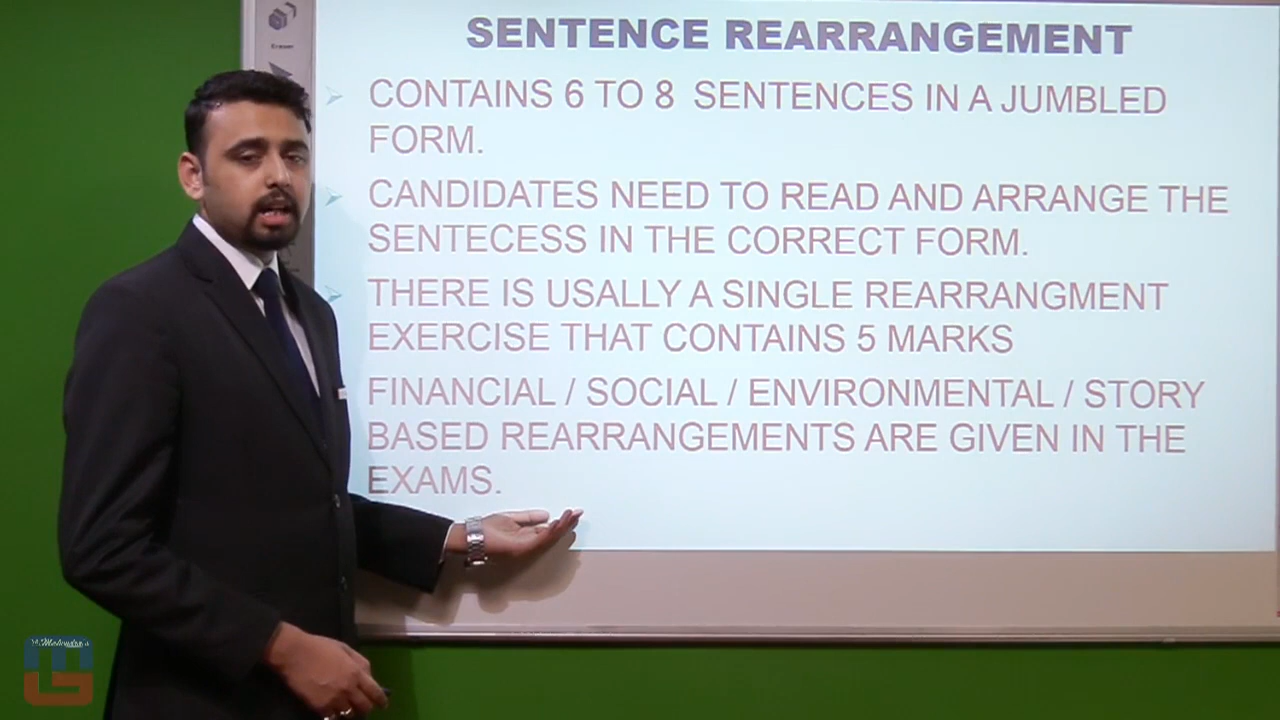 Eraser
SENTENCE REARRANGEMENT
CONTAINS 6 TO 8 SENTENCES IN A JUMBLED
FORM.
CANDIDATES NEED TO READ AND ARRANGE THE
SENTECESS IN THE CORRECT FORM.
THERE IS USALLY A SINGLE REARRANGMENT
EXERCISE THAT CONTAINS 5 MARKS
FINANCIAL / SOCIAL / ENVIRONMENTAL / STORY
BASED REARRANGEMENTS ARE GIVEN IN THE
EXAMS.